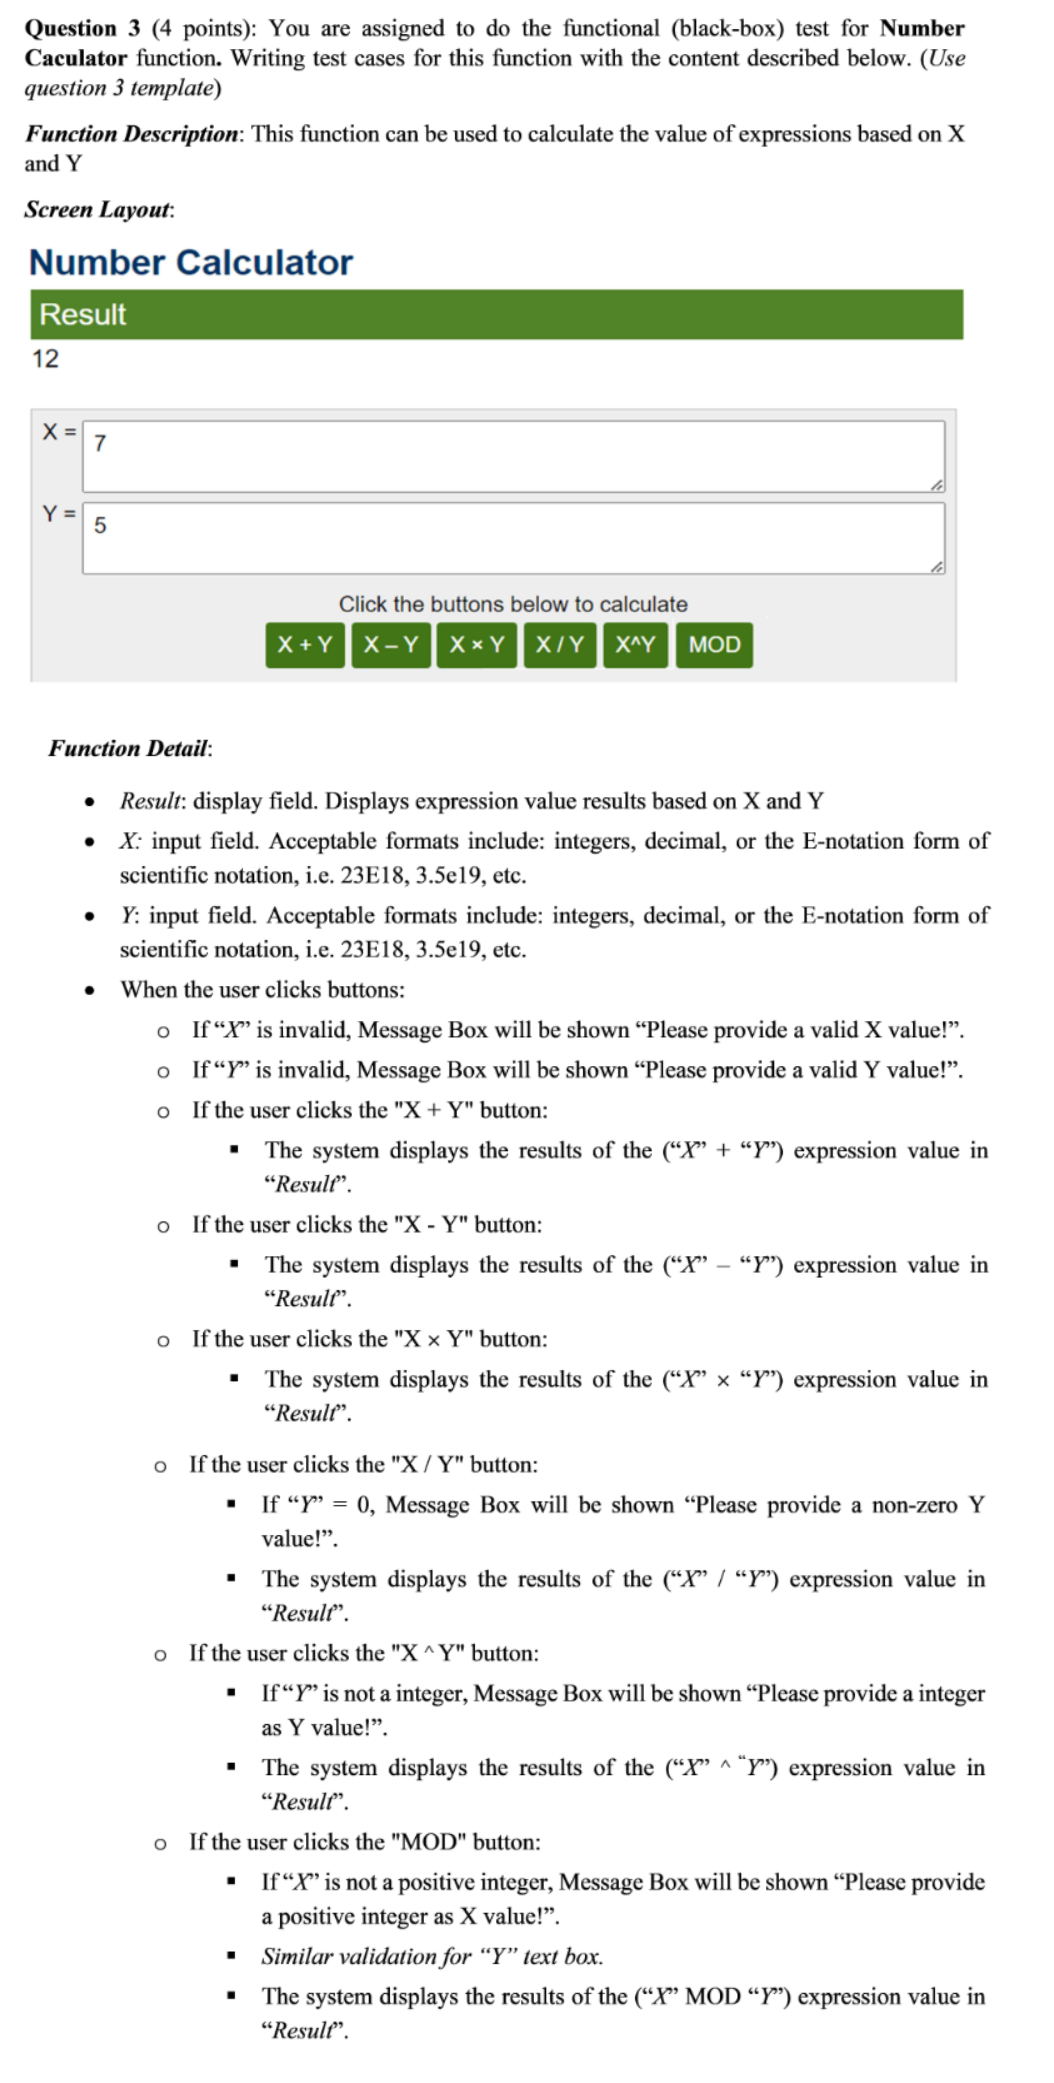 Question 3 (4 points): You are assigned to do the functional (black-box) test for Number
Caculator function. Writing test cases for this function with the content described below. (Use
question 3 template)
Function Description: This function can be used to calculate the value of expressions based on X
and Y
Screen Layout:
Number Calculator
Result
12
X = 7
Y = 5
Click the buttons below to calculate
X + Y X – Y X × Y X / Y X^Y MOD
Function Detail:
• Result: display field. Displays expression value results based on X and Y
• X: input field. Acceptable formats include: integers, decimal, or the E-notation form of
scientific notation, i.e. 23E18, 3.5e19, etc.
• Y: input field. Acceptable formats include: integers, decimal, or the E-notation form of
scientific notation, i.e. 23E18, 3.5e19, etc.
• When the user clicks buttons:
o If “X” is invalid, Message Box will be shown “Please provide a valid X value!”.
o If “Y” is invalid, Message Box will be shown “Please provide a valid Y value!”.
o If the user clicks the "X + Y" button:
▪ The system displays the results of the (“X” + “Y”) expression value in
“Result”.
o If the user clicks the "X - Y" button:
▪ The system displays the results of the (“X” – “Y”) expression value in
“Result”.
o If the user clicks the "X × Y" button:
▪ The system displays the results of the (“X” × “Y”) expression value in
“Result”.
o If the user clicks the "X / Y" button:
▪ If “Y” = 0, Message Box will be shown “Please provide a non-zero Y
value!”.
▪ The system displays the results of the (“X” / “Y”) expression value in
“Result”.
o If the user clicks the "X ^ Y" button:
▪ If “Y” is not a integer, Message Box will be shown “Please provide a integer
as Y value!”.
▪ The system displays the results of the (“X” ^ “Y”) expression value in
“Result”.
o If the user clicks the "MOD" button:
▪ If “X” is not a positive integer, Message Box will be shown “Please provide
a positive integer as X value!”.
▪ Similar validation for “Y” text box.
▪ The system displays the results of the (“X” MOD “Y”) expression value in
“Result”.